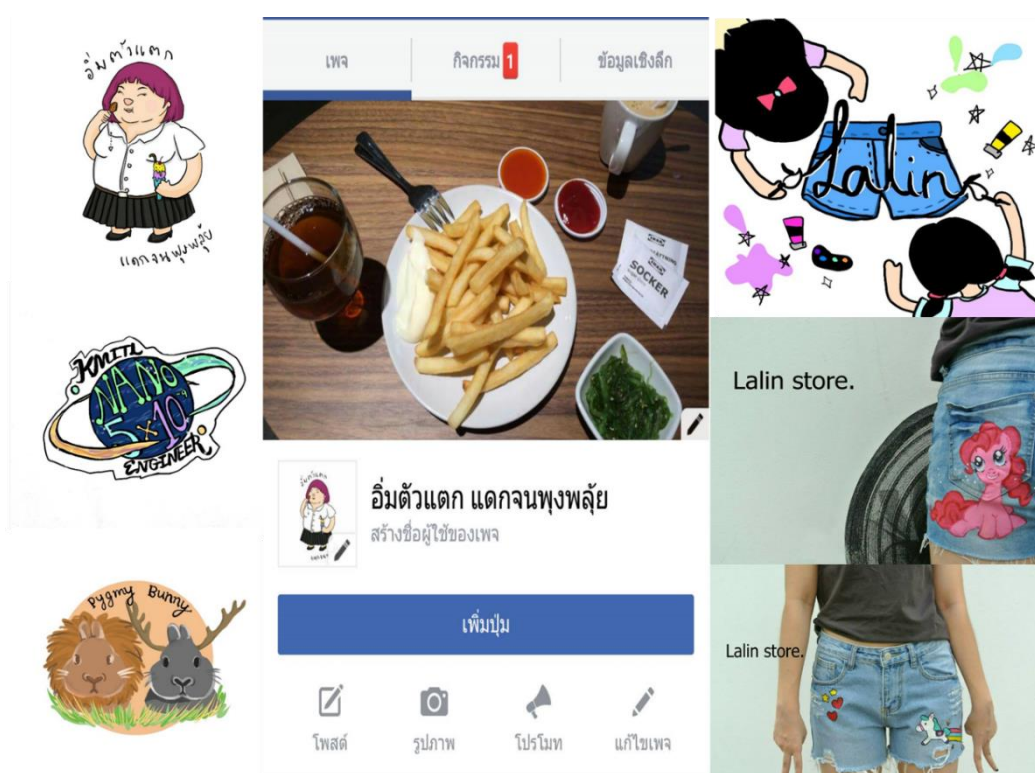 อิ่มตัวแตก
แดกจนพุงพลุ้ย
KMITL
NANO
5x10⁻⁹
ENGINEER
Pygmy Bunny
เพจ
กิจกรรม 1
ข้อมูลเชิงลึก
SOCKER
อิ่มตัวแตก แดกจนพุงพลุ้ย
สร้างชื่อผู้ใช้ของเพจ
เพิ่มปุ่ม
โพสต์
รูปภาพ
โปรโมท
แก้ไขเพจ
Lalin
Lalin store.
Lalin store.